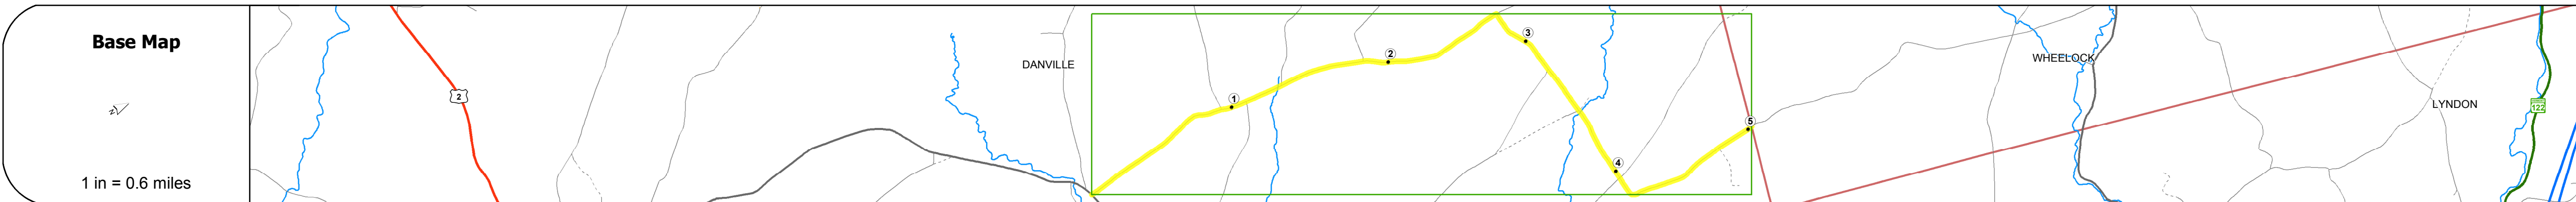 Base Map
N
1 in = 0.6 miles
2
DANVILLE
1
2
3
4
5
WHEELOCK
LYNDON
122